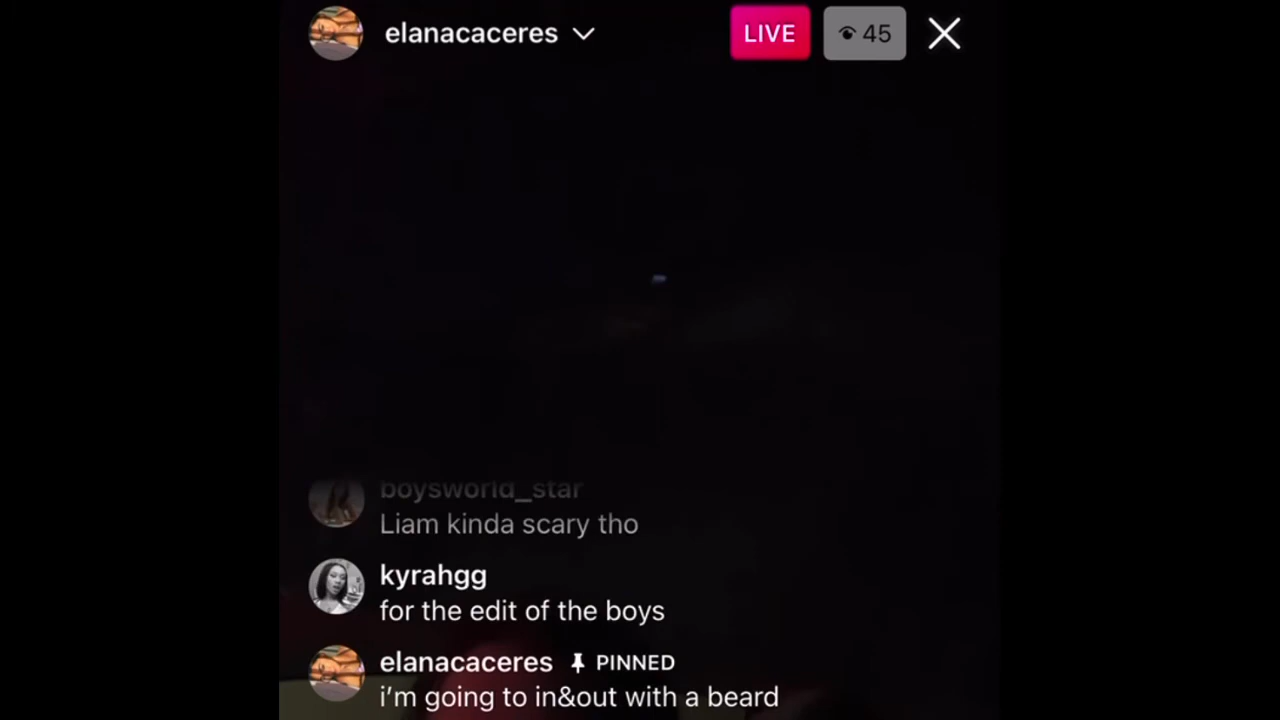 elanacaceres
LIVE
45
boysworld_star
Liam kinda scary tho
kyrahgg
for the edit of the boys
elanacaceres PINNED
i’m going to in&out with a beard